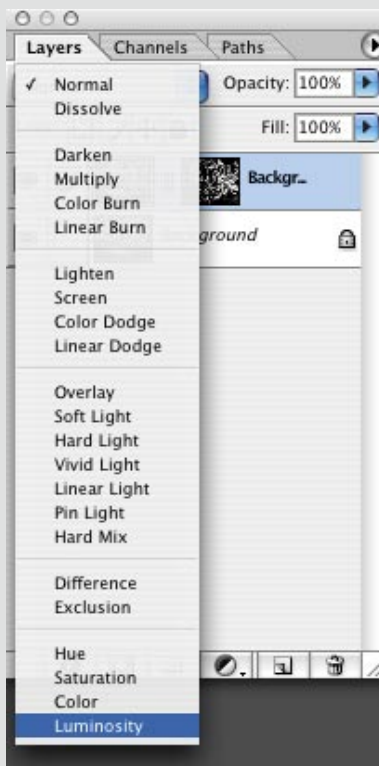 Layers Channels Paths
✓ Normal Opacity: 100%
Dissolve
Fill: 100%
Darken
Multiply Backgr...
Color Burn
Linear Burn ground
Lighten
Screen
Color Dodge
Linear Dodge
Overlay
Soft Light
Hard Light
Vivid Light
Linear Light
Pin Light
Hard Mix
Difference
Exclusion
Hue
Saturation
Color
Luminosity